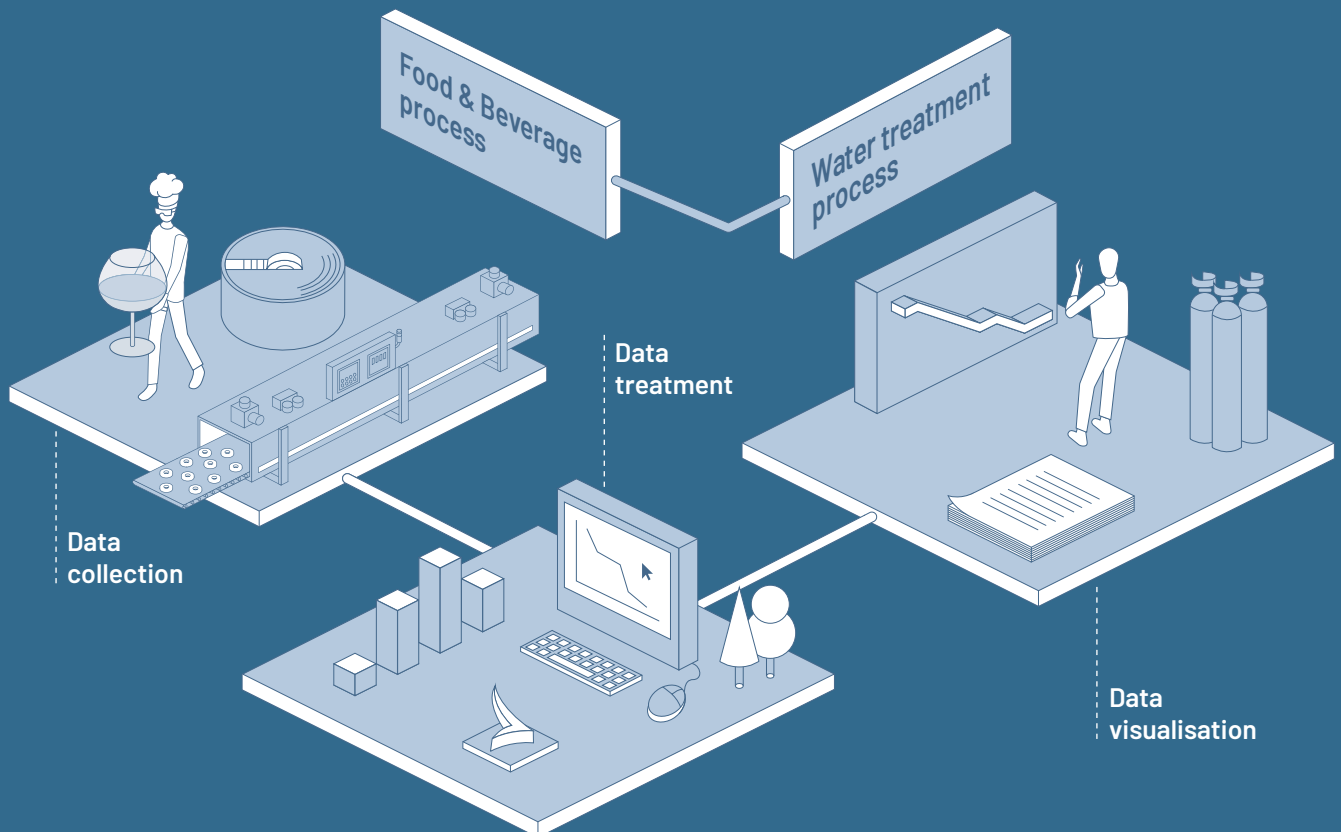 Food & Beverage
process
Water treatment
process
Data
treatment
Data
collection
Data
visualisation